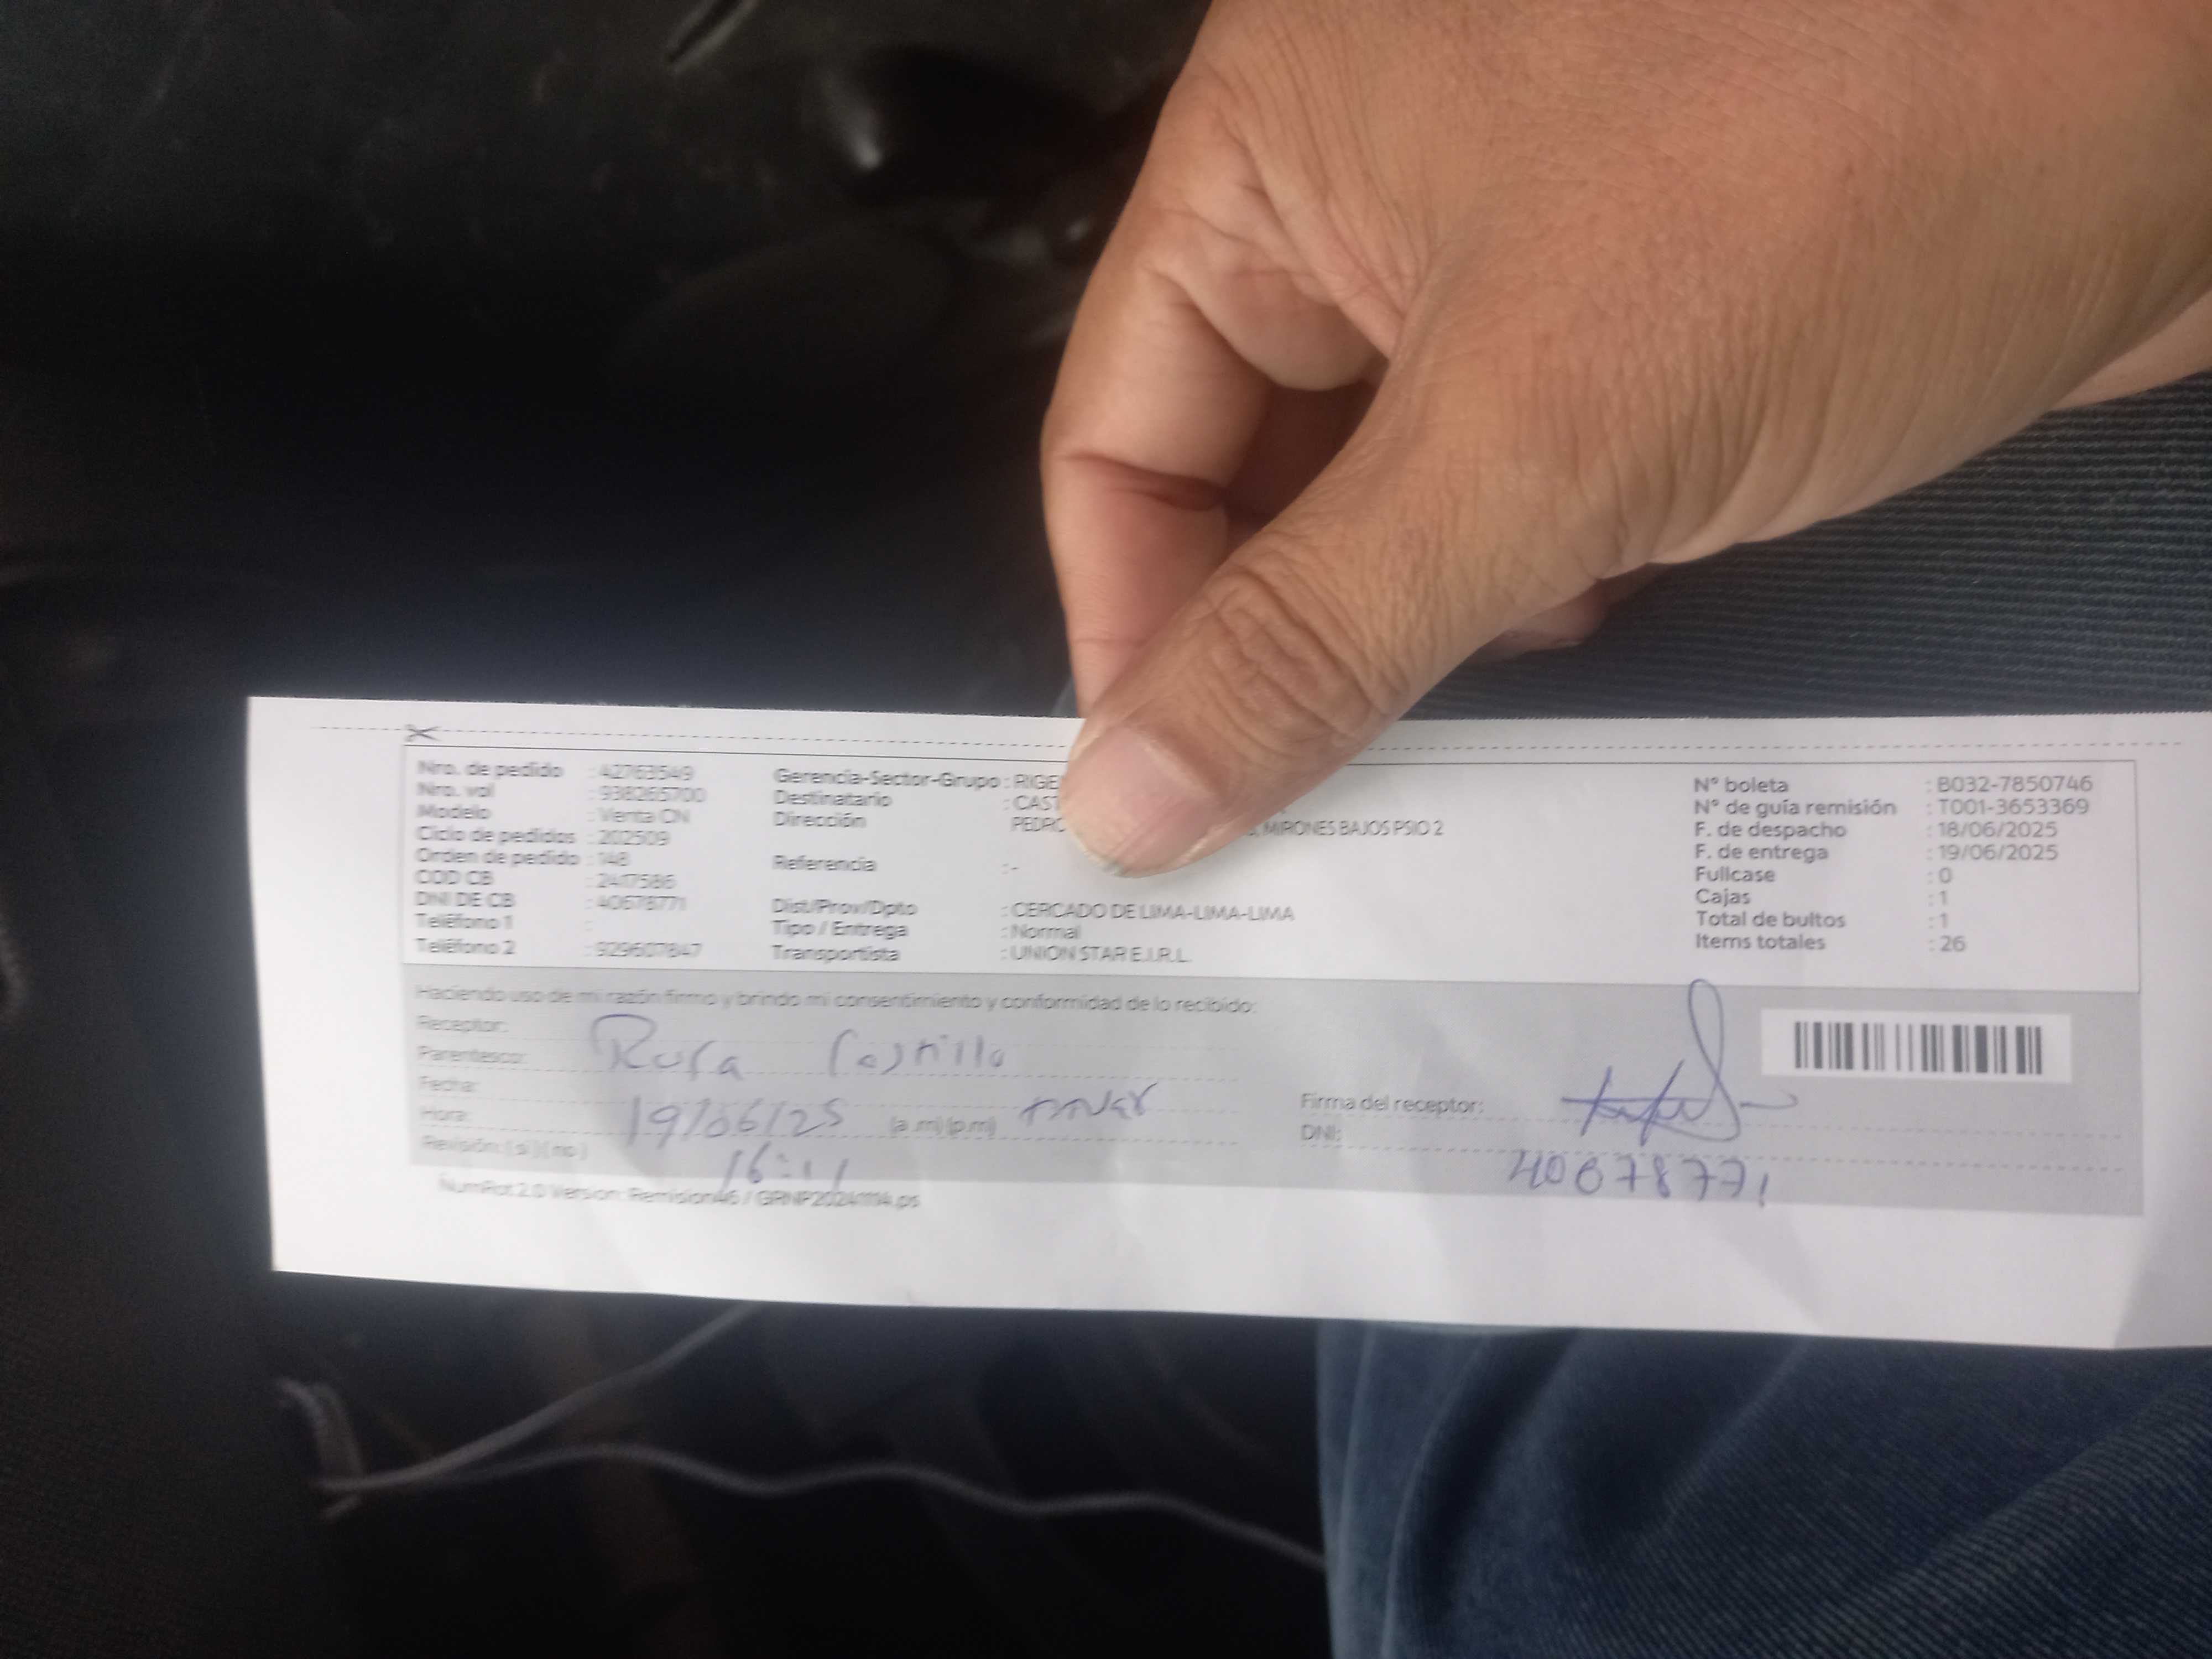 Nro. de pedido : 42763549
Nro. vol : 938265700
Modelo : Venta CN
Ciclo de pedidos : 202509
Orden de pedido : 148
COD CB : 2417586
DNI DE CB : 40678771
Teléfono 1 :
Teléfono 2 : 929607847
Gerencia-Sector-Grupo :
Destinatario :
Dirección MIRONES BAJOS PSIO 2
Referencia : -
Dist/Prov/Dpto : CERCADO DE LIMA-LIMA-LIMA
Tipo / Entrega : Normal
Transportista : UNION STAR E.I.R.L.
N° boleta : B032-7850746
N° de guía remisión : T001-3653369
F. de despacho : 18/06/2025
F. de entrega : 19/06/2025
Fullcase : 0
Cajas : 1
Total de bultos : 1
Items totales : 26
Haciendo uso de mi razón firmo y brindo mi consentimiento y conformidad de lo recibido:
Receptor: Rosa Castillo
Parentesco:
Fecha: 19/06/25
Hora: 16:11 (a.m) (p.m)
Revisión: ( si ) ( no )
Firma del receptor:
DNI: 40678771
NumRot 2.0 Version: Remision46 / GRNP20241114.ps